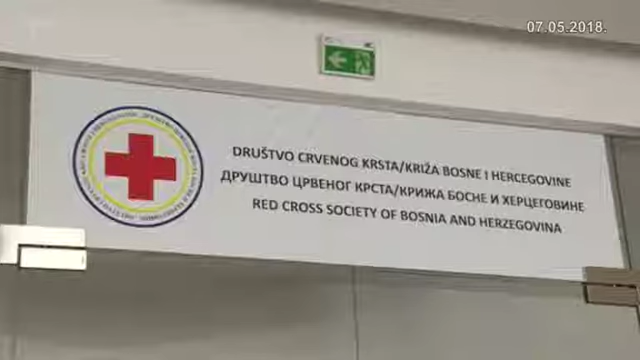 07.05.2018.
DRUŠTVO CRVENOG KRSTA/KRIŽA BOSNE I HERCEGOVINE
ДРУШТВО ЦРВЕНОГ КРСТА/КРИЖА БОСНЕ И ХЕРЦЕГОВИНЕ
RED CROSS SOCIETY OF BOSNIA AND HERZEGOVINA